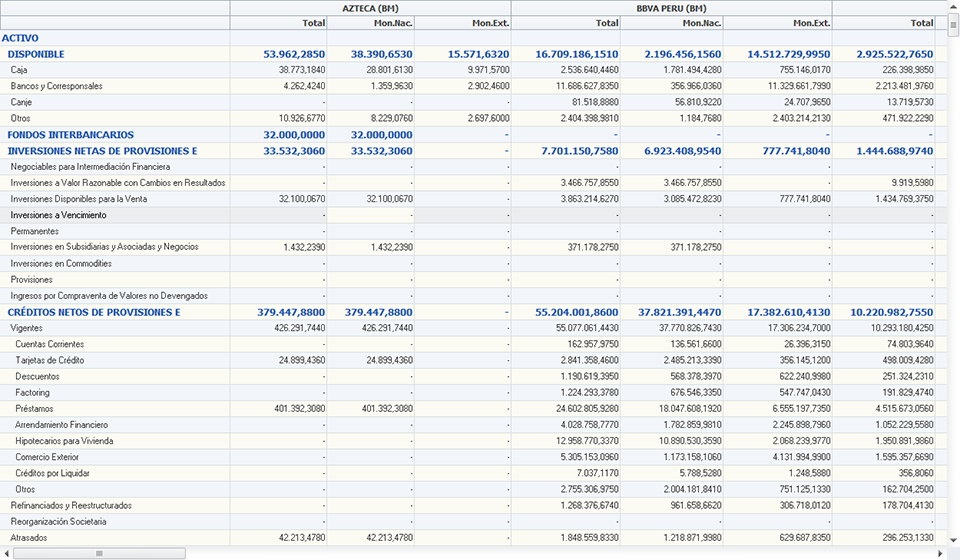 AZTECA (BM) BBVA PERU (BM)
Total Mon.Nac. Mon.Ext. Total Mon.Nac. Mon.Ext. Total
ACTIVO
DISPONIBLE 53.962,2850 38.390,6530 15.571,6320 16.709.186,1510 2.196.456,1560 14.512.729,9950 2.925.522,7650
Caja 38.773,1840 28.801,6130 9.971,5700 2.536.640,4460 1.781.494,4280 755.146,0170 226.398,9850
Bancos y Corresponsales 4.262,4240 1.359,9630 2.902,4600 11.686.627,8350 356.966,0360 11.329.661,7990 2.213.481,9760
Canje - - - 81.518,8880 56.810,9220 24.707,9650 13.719,5730
Otros 10.926,6770 8.229,0760 2.697,6000 2.404.398,9810 1.184,7680 2.403.214,2130 471.922,2290
FONDOS INTERBANCARIOS 32.000,0000 32.000,0000 - - - - -
INVERSIONES NETAS DE PROVISIONES E 33.532,3060 33.532,3060 - 7.701.150,7580 6.923.408,9540 777.741,8040 1.444.688,9740
Negociables para Intermediación Financiera - - - - - - -
Inversiones a Valor Razonable con Cambios en Resultados - - - 3.466.757,8550 3.466.757,8550 - 9.919,5980
Inversiones Disponibles para la Venta 32.100,0670 32.100,0670 - 3.863.214,6270 3.085.472,8230 777.741,8040 1.434.769,3750
Inversiones a Vencimiento - - - - - - -
Permanentes - - - - - - -
Inversiones en Subsidiarias y Asociadas y Negocios 1.432,2390 1.432,2390 - 371.178,2750 371.178,2750 - -
Inversiones en Commodities - - - - - - -
Provisiones - - - - - - -
Ingresos por Compraventa de Valores no Devengados - - - - - - -
CRÉDITOS NETOS DE PROVISIONES E 379.447,8800 379.447,8800 - 55.204.001,8600 37.821.391,4470 17.382.610,4130 10.220.982,7550
Vigentes 426.291,7440 426.291,7440 - 55.077.061,4430 37.770.826,7430 17.306.234,7000 10.293.180,4250
Cuentas Corrientes - - - 162.957,9750 136.561,6600 26.396,3150 74.803,9640
Tarjetas de Crédito 24.899,4360 24.899,4360 - 2.841.358,4600 2.485.213,3390 356.145,1200 498.009,4280
Descuentos - - - 1.190.619,3950 568.378,3970 622.240,9980 251.324,2310
Factoring - - - 1.224.293,3780 676.546,3350 547.747,0430 191.829,4740
Préstamos 401.392,3080 401.392,3080 - 24.602.805,9280 18.047.608,1920 6.555.197,7350 4.515.673,0560
Arrendamiento Financiero - - - 4.028.758,7770 1.782.859,9810 2.245.898,7960 1.052.229,5580
Hipotecarios para Vivienda - - - 12.958.770,3370 10.890.530,3590 2.068.239,9770 1.950.891,9860
Comercio Exterior - - - 5.305.153,0960 1.173.158,1060 4.131.994,9900 1.595.357,6690
Créditos por Liquidar - - - 7.037,1170 5.788,5280 1.248,5880 356,8060
Otros - - - 2.755.306,9750 2.004.181,8410 751.125,1330 162.704,2500
Refinanciados y Reestructurados - - - 1.268.376,6740 961.658,6620 306.718,0120 178.704,4130
Reorganización Societaria - - - - - - -
Atrasados 42.213,4780 42.213,4780 - 1.848.559,8330 1.218.871,9980 629.687,8350 296.253,1330